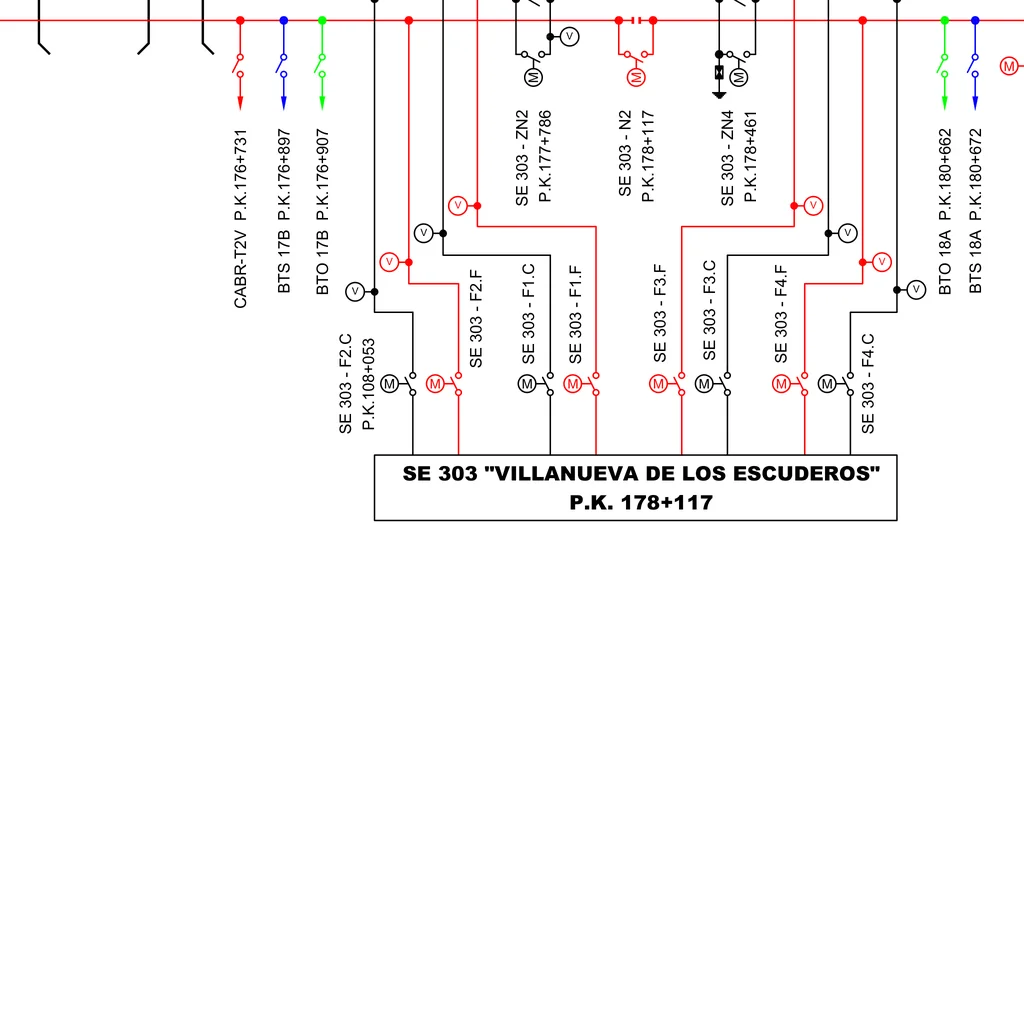 CABR-T2V P.K.176+731
BTS 17B P.K.176+897
BTO 17B P.K.176+907
SE 303 - F2.C
P.K.108+053
V
V
V
V
SE 303 - F2.F
SE 303 - ZN2
P.K.177+786
V
M
SE 303 - F1.C
SE 303 - F1.F
SE 303 - N2
P.K.178+117
M
SE 303 - F3.F
SE 303 - F3.C
SE 303 - ZN4
P.K.178+461
M
SE 303 - F4.F
V
V
V
V
SE 303 - F4.C
BTO 18A P.K.180+662
BTS 18A P.K.180+672
M
M
M
M
M
M
M
M
M
SE 303 "VILLANUEVA DE LOS ESCUDEROS"
P.K. 178+117